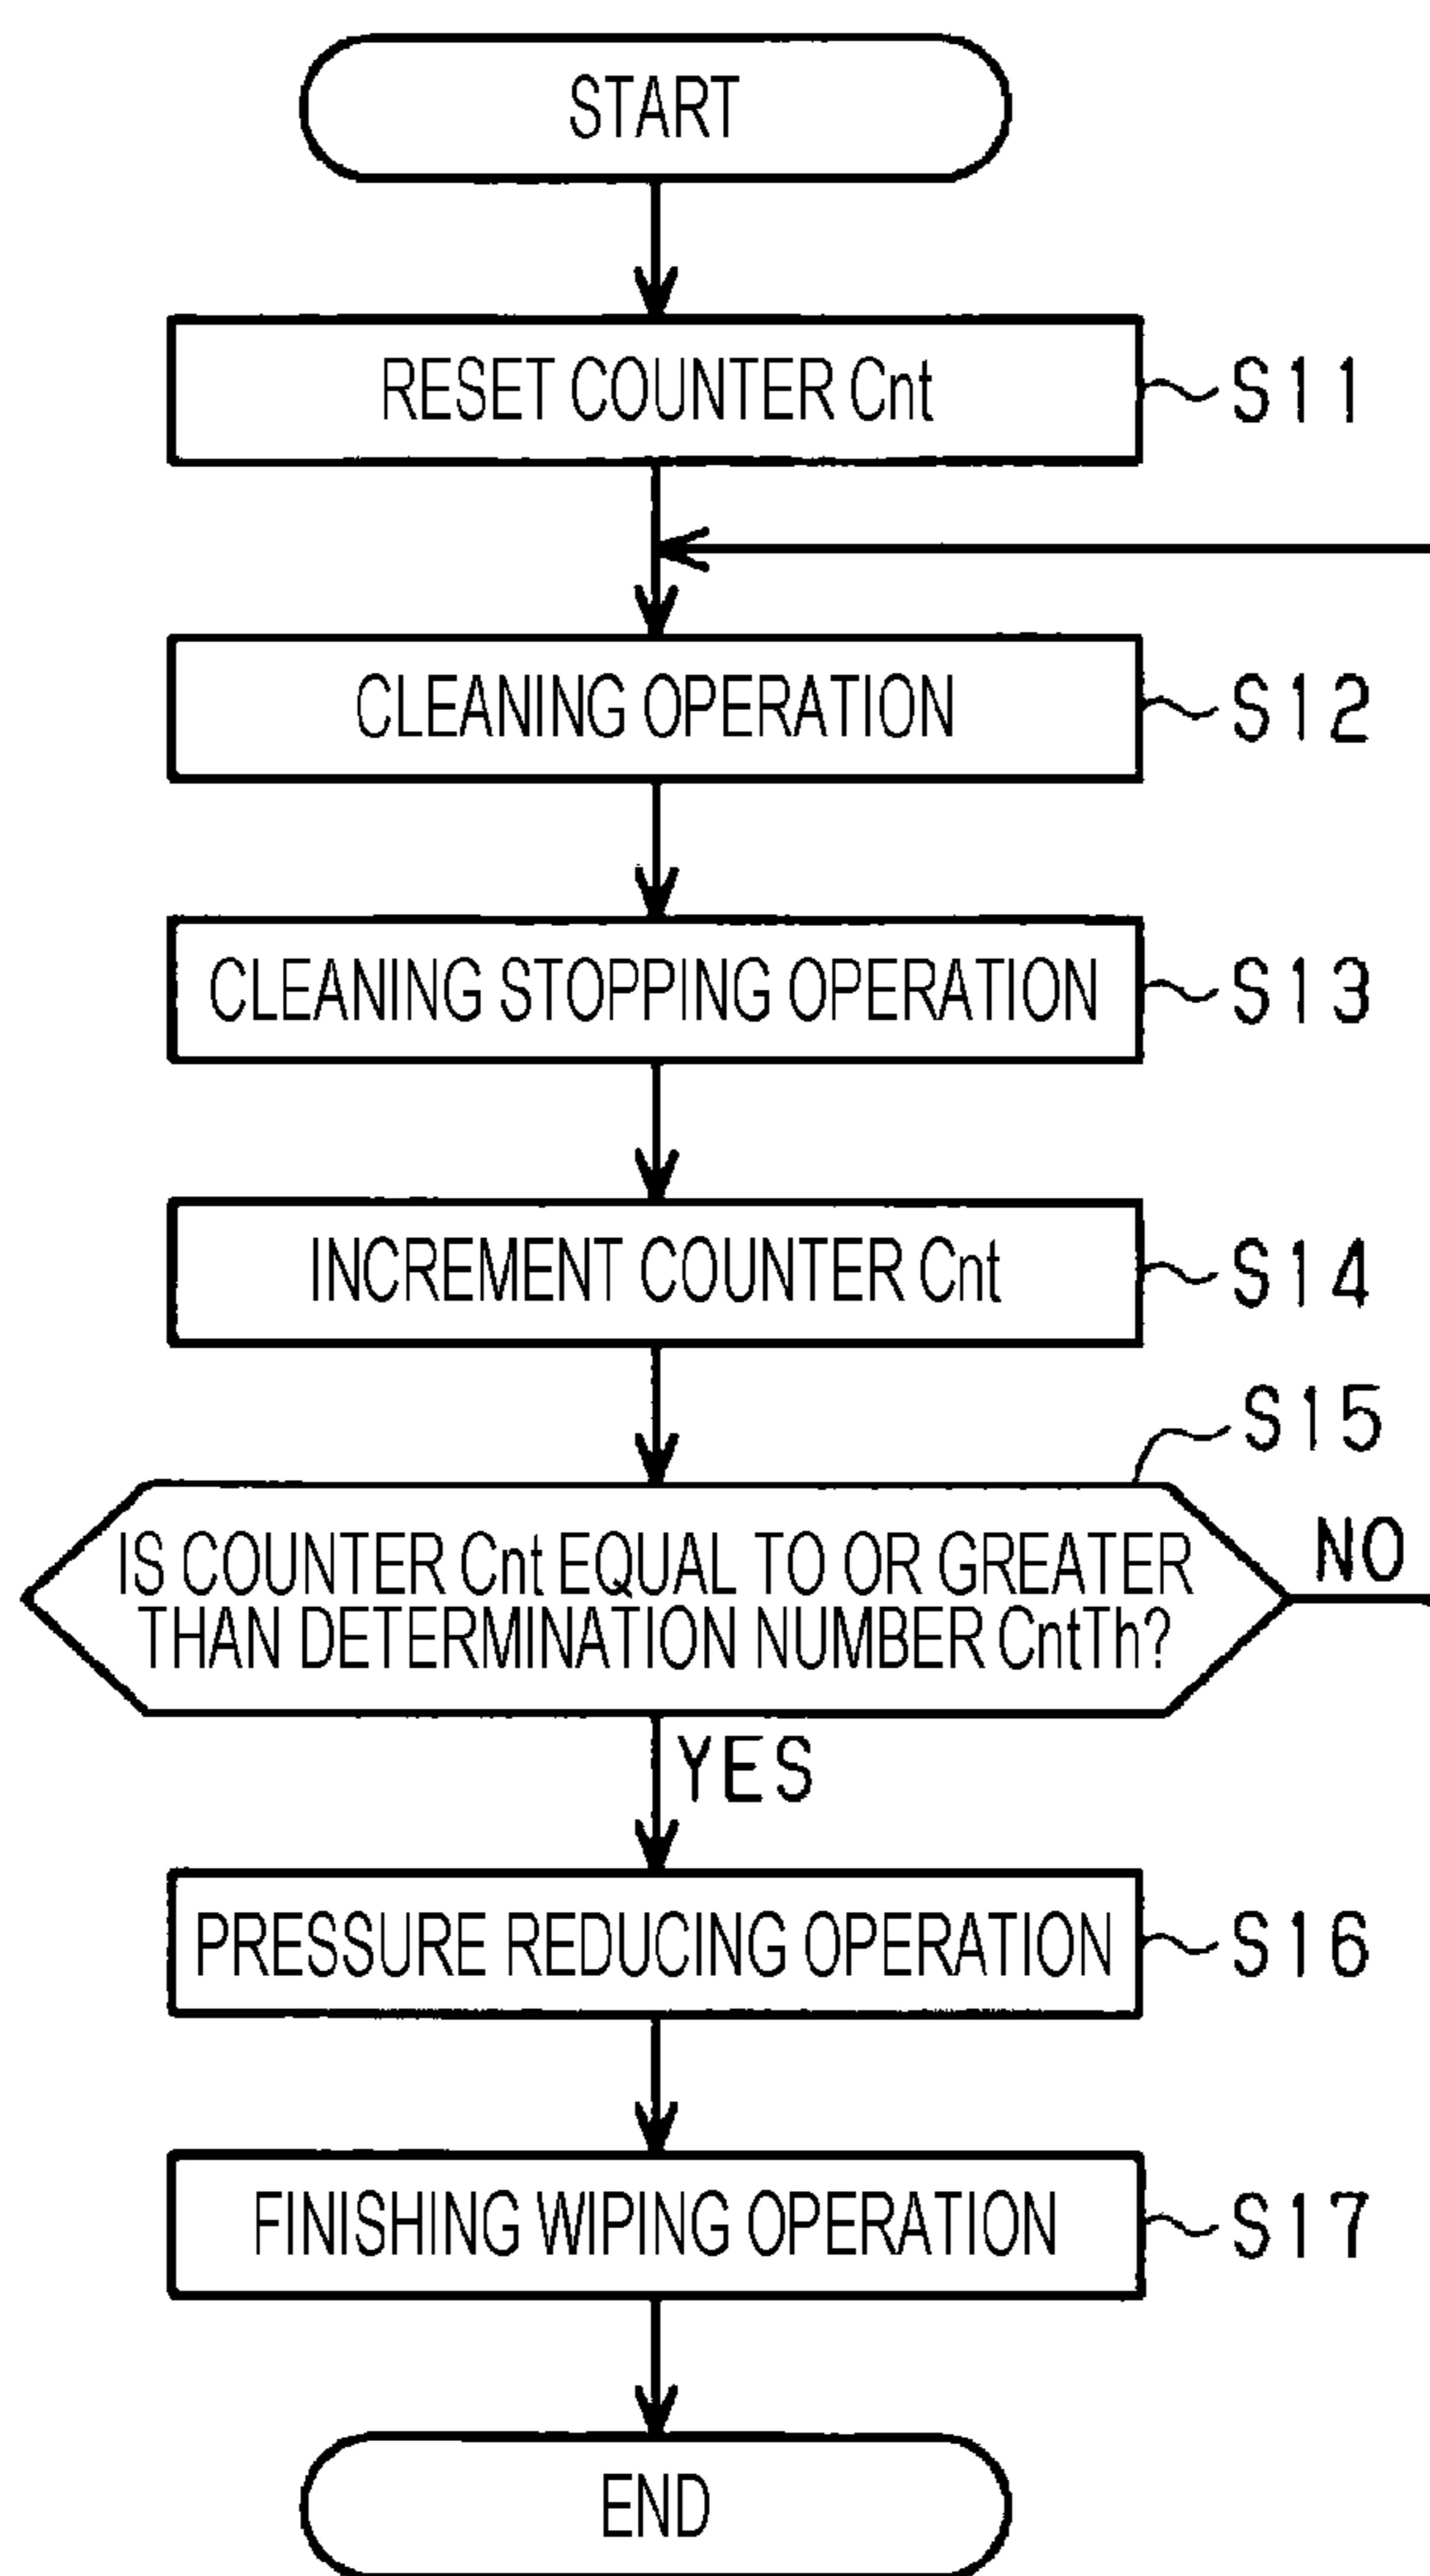 START
RESET COUNTER Cnt
S11
CLEANING OPERATION
S12
CLEANING STOPPING OPERATION
S13
INCREMENT COUNTER Cnt
S14
S15
IS COUNTER Cnt EQUAL TO OR GREATER
THAN DETERMINATION NUMBER CntTh?
NO
YES
PRESSURE REDUCING OPERATION
S16
FINISHING WIPING OPERATION
S17
END